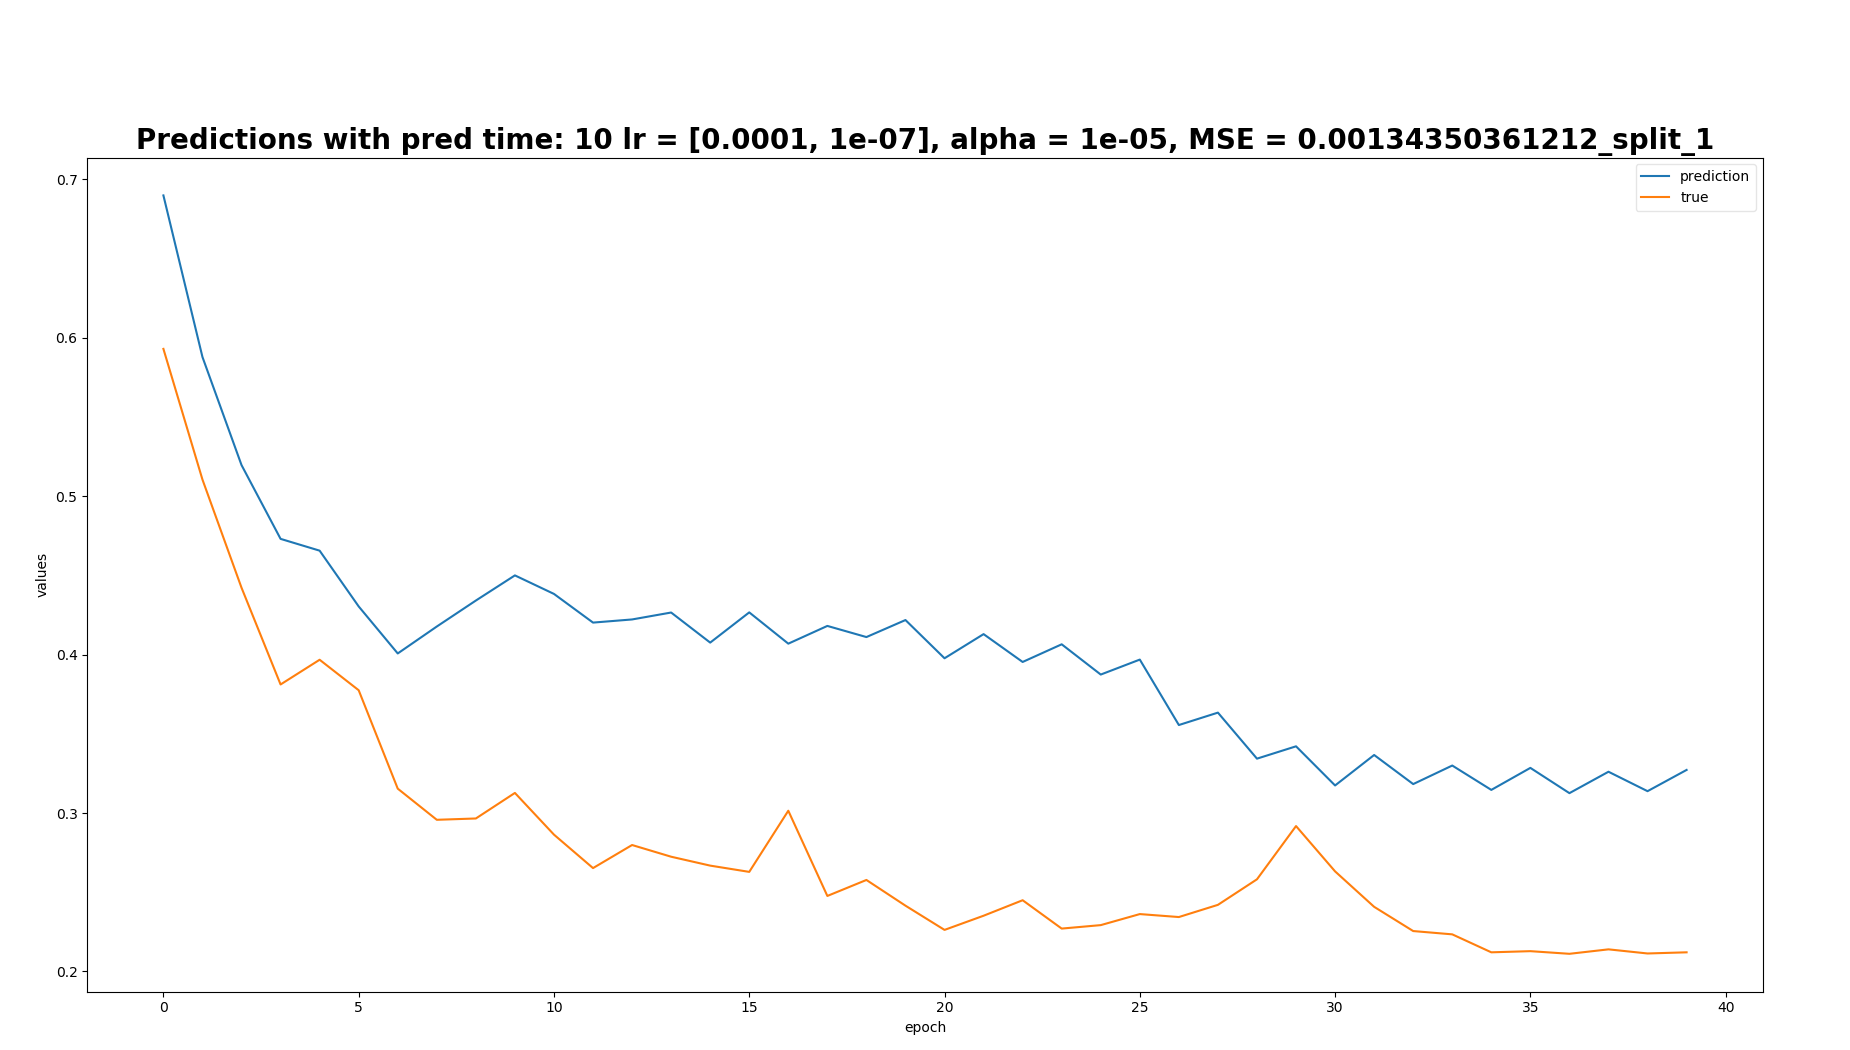 Predictions with pred time: 10 lr = [0.0001, 1e-07], alpha = 1e-05, MSE = 0.00134350361212_split_1
prediction
true
0.7
0.6
0.5
0.4
0.3
0.2
values
0 5 10 15 20 25 30 35 40
epoch